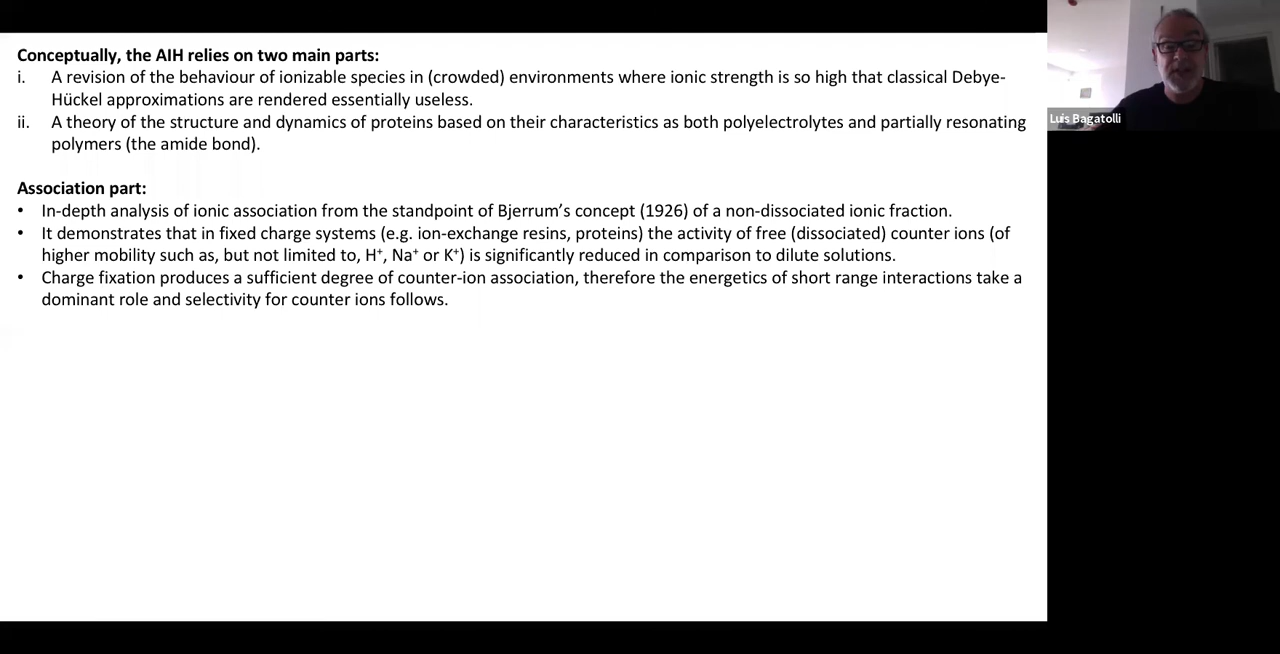 Conceptually, the AIH relies on two main parts:
i. A revision of the behaviour of ionizable species in (crowded) environments where ionic strength is so high that classical Debye-
Hückel approximations are rendered essentially useless.
ii. A theory of the structure and dynamics of proteins based on their characteristics as both polyelectrolytes and partially resonating
polymers (the amide bond).
Association part:
• In-depth analysis of ionic association from the standpoint of Bjerrum's concept (1926) of a non-dissociated ionic fraction.
• It demonstrates that in fixed charge systems (e.g. ion-exchange resins, proteins) the activity of free (dissociated) counter ions (of
higher mobility such as, but not limited to, H⁺, Na⁺ or K⁺) is significantly reduced in comparison to dilute solutions.
• Charge fixation produces a sufficient degree of counter-ion association, therefore the energetics of short range interactions take a
dominant role and selectivity for counter ions follows.
Luis Bagatolli